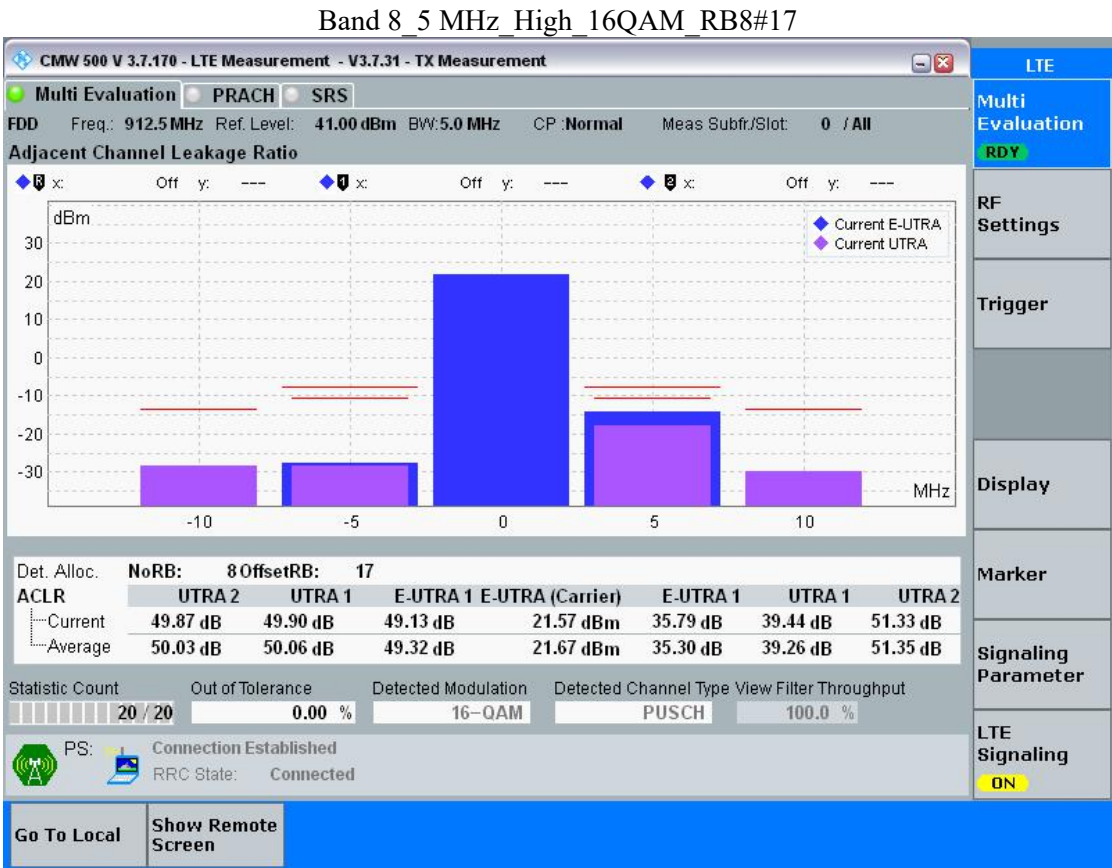 Band 8_5 MHz_High_16QAM_RB8#17
CMW 500 V 3.7.170 - LTE Measurement - V3.7.31 - TX Measurement
LTE
Multi Evaluation PRACH SRS
Multi Evaluation
RDY
FDD Freq.: 912.5 MHz Ref. Level: 41.00 dBm BW: 5.0 MHz CP : Normal Meas Subfr./Slot: 0 / All
Adjacent Channel Leakage Ratio
R x: Off y: --- 1 x: Off y: --- 2 x: Off y: ---
dBm
Current E-UTRA
Current UTRA
30
20
10
0
-10
-20
-30
MHz
-10 -5 0 5 10
RF Settings
Trigger
Display
Marker
Signaling Parameter
LTE Signaling
ON
Det. Alloc. NoRB: 8 OffsetRB: 17
ACLR UTRA 2 UTRA 1 E-UTRA 1 E-UTRA (Carrier) E-UTRA 1 UTRA 1 UTRA 2
Current 49.87 dB 49.90 dB 49.13 dB 21.57 dBm 35.79 dB 39.44 dB 51.33 dB
Average 50.03 dB 50.06 dB 49.32 dB 21.67 dBm 35.30 dB 39.26 dB 51.35 dB
Statistic Count Out of Tolerance Detected Modulation Detected Channel Type View Filter Throughput
20 / 20 0.00 % 16-QAM PUSCH 100.0 %
PS: Connection Established
RRC State: Connected
Go To Local
Show Remote Screen